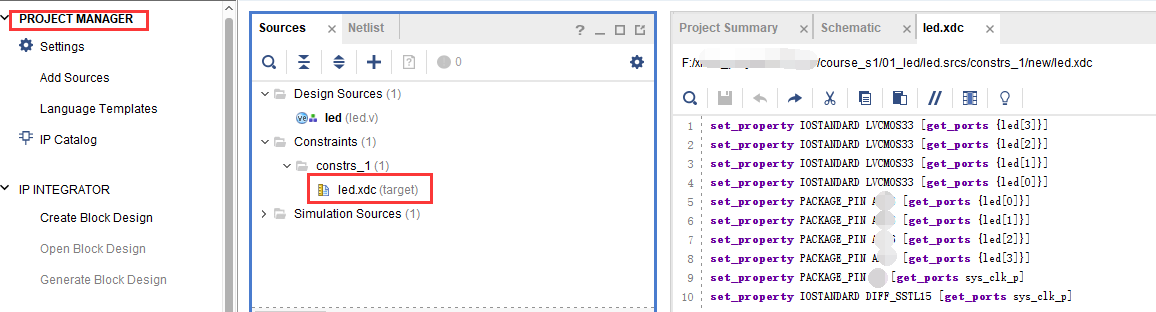 PROJECT MANAGER
Settings
Add Sources
Language Templates
IP Catalog
IP INTEGRATOR
Create Block Design
Open Block Design
Generate Block Design
Sources
Netlist
0
Design Sources (1)
led (led.v)
Constraints (1)
constrs_1 (1)
led.xdc (target)
Simulation Sources (1)
Project Summary
Schematic
led.xdc
/course_s1/01_led/led.srcs/constrs_1/new/led.xdc
1 set_property IOSTANDARD LVCMOS33 [get_ports {led[3]}]
2 set_property IOSTANDARD LVCMOS33 [get_ports {led[2]}]
3 set_property IOSTANDARD LVCMOS33 [get_ports {led[1]}]
4 set_property IOSTANDARD LVCMOS33 [get_ports {led[0]}]
5 set_property PACKAGE_PIN [get_ports {led[0]}]
6 set_property PACKAGE_PIN [get_ports {led[1]}]
7 set_property PACKAGE_PIN [get_ports {led[2]}]
8 set_property PACKAGE_PIN [get_ports {led[3]}]
9 set_property PACKAGE_PIN [get_ports sys_clk_p]
10 set_property IOSTANDARD DIFF_SSTL15 [get_ports sys_clk_p]